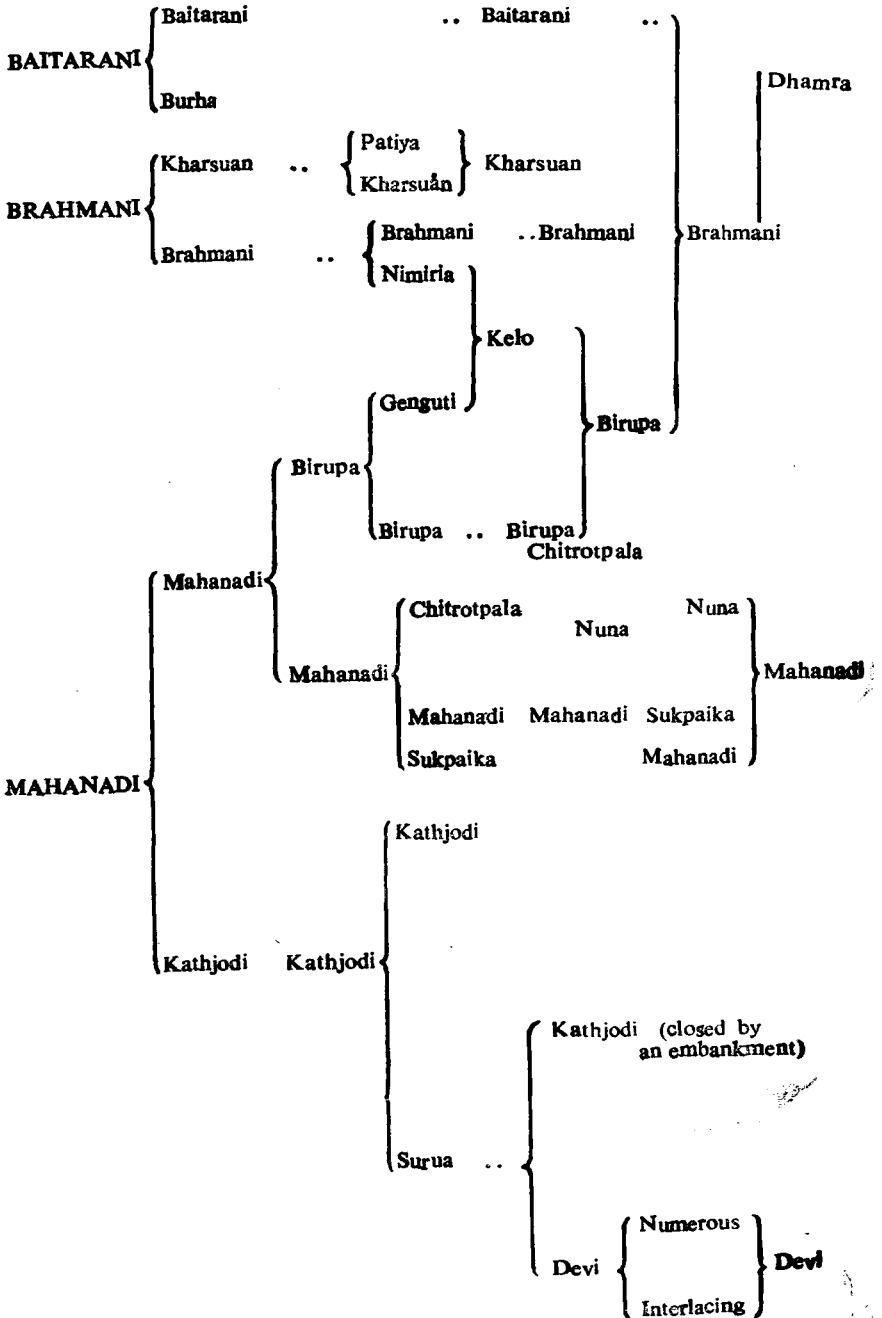 Baitarani .. Baitarani ..
BAITARANI
Dhamra
Burha
Patiya
Kharsuan .. Kharsuan
Kharsuån
BRAHMANI
Brahmani .. Brahmani ..Brahmani Brahmani
Nimiria
Kelo
Genguti
Birupa
Birupa
Birupa .. Birupa
Chitrotpala
Mahanadi
Chitrotpala Nuna
Nuna
Mahanadi Mahanadi
Mahanadi Mahanadi Sukpaika
Sukpaika Mahanadi
MAHANADI
Kathjodi
Kathjodi Kathjodi
Kathjodi (closed by
an embankment)
Surua ..
Numerous
Devi Devi
Interlacing